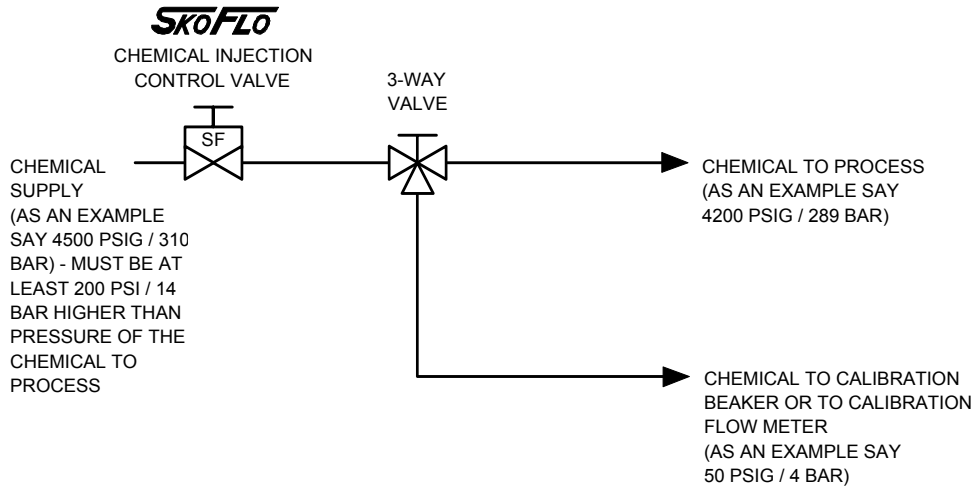 SKOFLO
CHEMICAL INJECTION
CONTROL VALVE
3-WAY
VALVE
SF
CHEMICAL
SUPPLY
(AS AN EXAMPLE
SAY 4500 PSIG / 310
BAR) - MUST BE AT
LEAST 200 PSI / 14
BAR HIGHER THAN
PRESSURE OF THE
CHEMICAL TO
PROCESS
CHEMICAL TO PROCESS
(AS AN EXAMPLE SAY
4200 PSIG / 289 BAR)
CHEMICAL TO CALIBRATION
BEAKER OR TO CALIBRATION
FLOW METER
(AS AN EXAMPLE SAY
50 PSIG / 4 BAR)